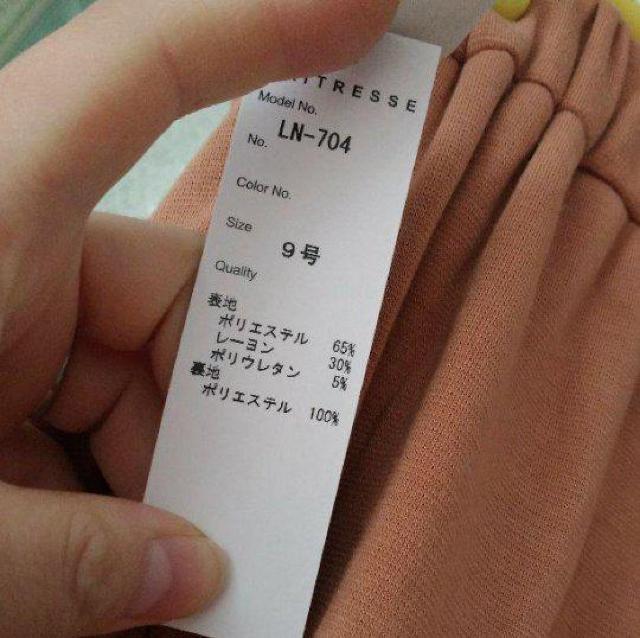 TRESSE
Model No.
No. LN-704
Color No.
Size
9号
Quality
表地
ポリエステル 65%
レーヨン 30%
ポリウレタン 5%
裏地
ポリエステル 100%